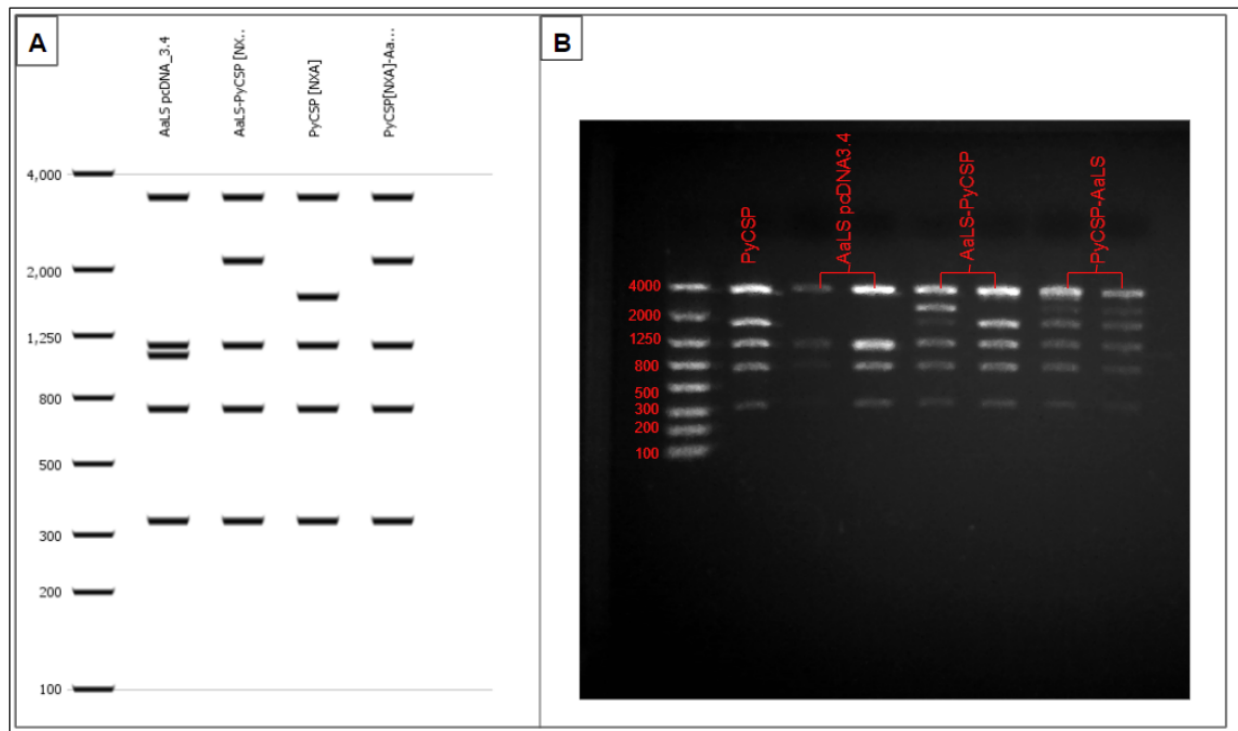 A
AaLS pcDNA_3.4
AaLS-PyCSP [NX...
PyCSP [NXA]
PyCSP[NXA]-Aa...
4,000
2,000
1,250
800
500
300
200
100
B
PyCSP
AaLS pcDNA3.4
AaLS-PyCSP
PyCSP-AaLS
4000
2000
1250
800
500
300
200
100